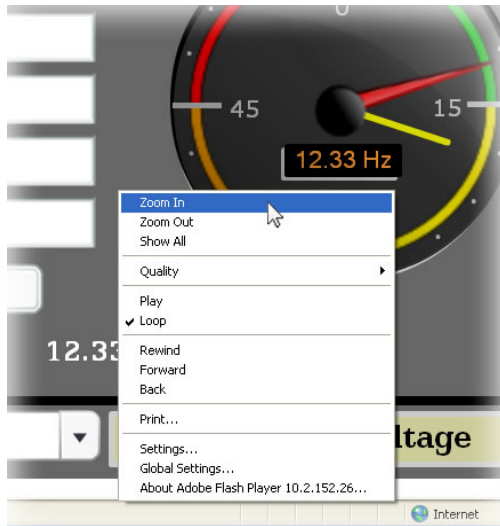 0
45
15
12.33 Hz
Zoom In
Zoom Out
Show All
Quality
Play
Loop
12.33
Rewind
Forward
Back
Print...
Settings...
ltage
Global Settings...
About Adobe Flash Player 10.2.152.26...
Internet